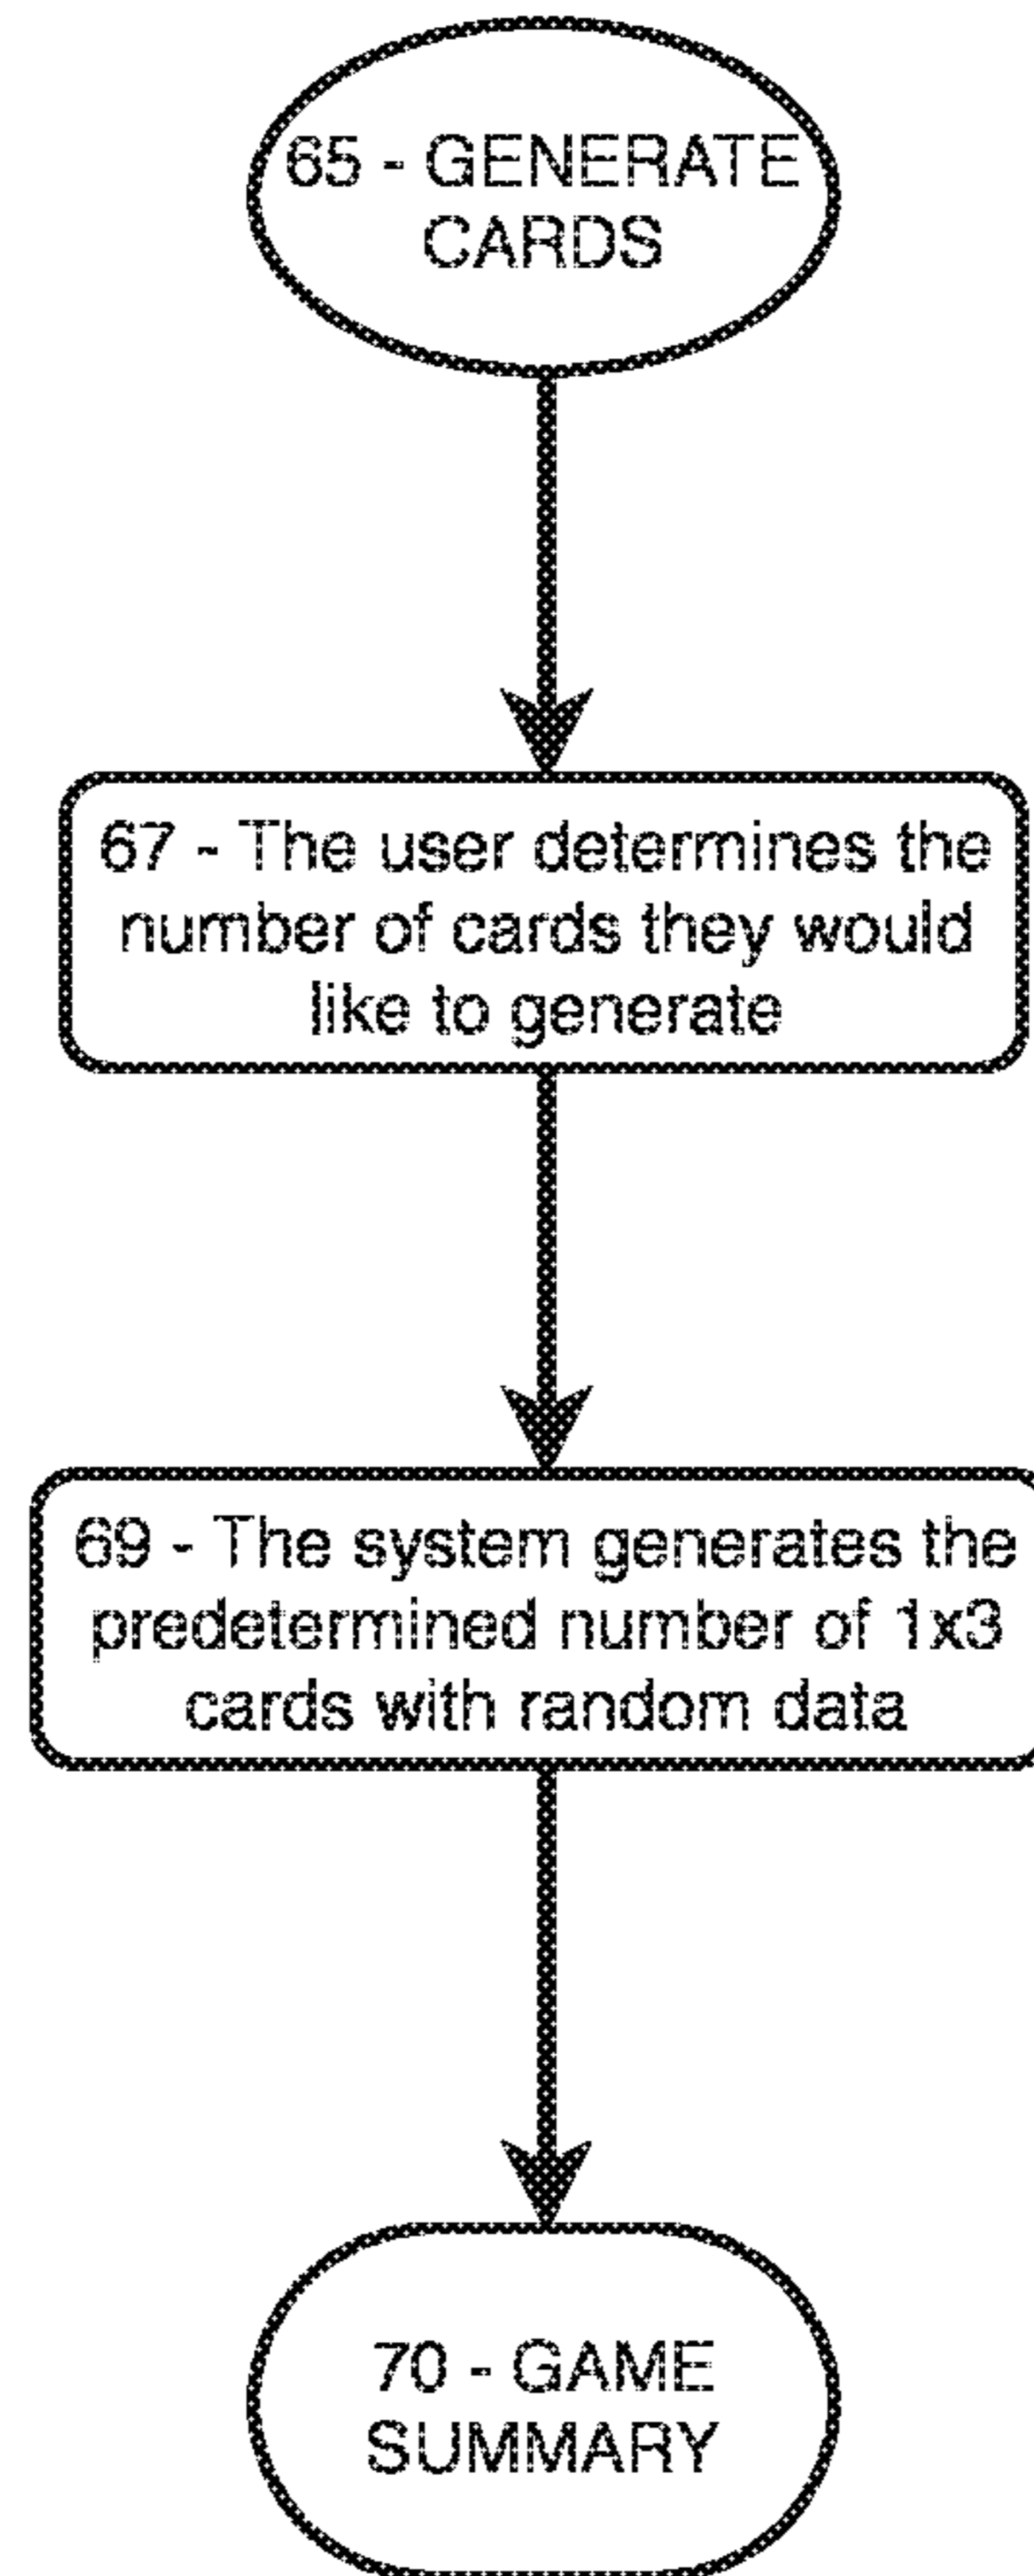 65 - GENERATE
CARDS
67 - The user determines the
number of cards they would
like to generate
69 - The system generates the
predetermined number of 1x3
cards with random data
70 - GAME
SUMMARY